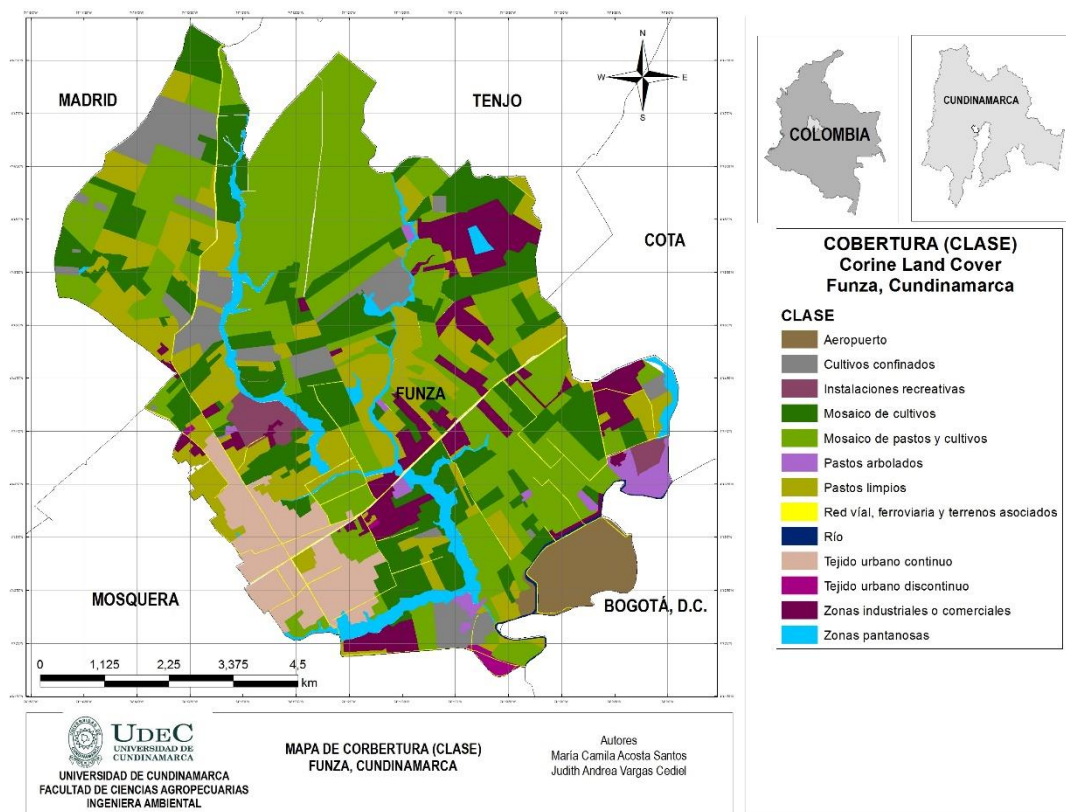 MADRID
TENJO
N
W
E
S
COTA
FUNZA
MOSQUERA
BOGOTÁ, D.C.
0 1,125 2,25 3,375 4,5
km
COLOMBIA
CUNDINAMARCA
COBERTURA (CLASE)
Corine Land Cover
Funza, Cundinamarca
CLASE
Aeropuerto
Cultivos confinados
Instalaciones recreativas
Mosaico de cultivos
Mosaico de pastos y cultivos
Pastos arbolados
Pastos limpios
Red víal, ferroviaria y terrenos asociados
Río
Tejido urbano continuo
Tejido urbano discontinuo
Zonas industriales o comerciales
Zonas pantanosas
UDEC
UNIVERSIDAD DE
CUNDINAMARCA
UNIVERSIDAD DE CUNDINAMARCA
FACULTAD DE CIENCIAS AGROPECUARIAS
INGENIERA AMBIENTAL
MAPA DE CORBERTURA (CLASE)
FUNZA, CUNDINAMARCA
Autores
María Camila Acosta Santos
Judith Andrea Vargas Cediel